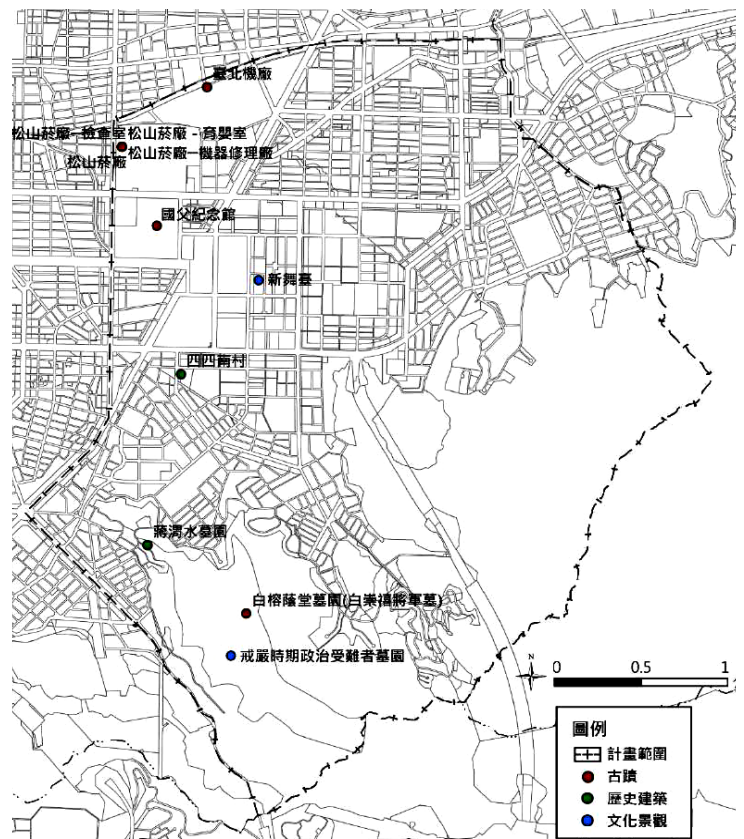 臺北機廠
松山菸廠-檢查室松山菸廠-育嬰室
松山菸廠-機器修理廠
松山菸廠
國父紀念館
新舞臺
四四南村
蔣渭水墓園
白榕蔭堂墓園(白崇禧將軍墓)
戒嚴時期政治受難者墓園
N
0 0.5 1
圖例
計畫範圍
古蹟
歷史建築
文化景觀